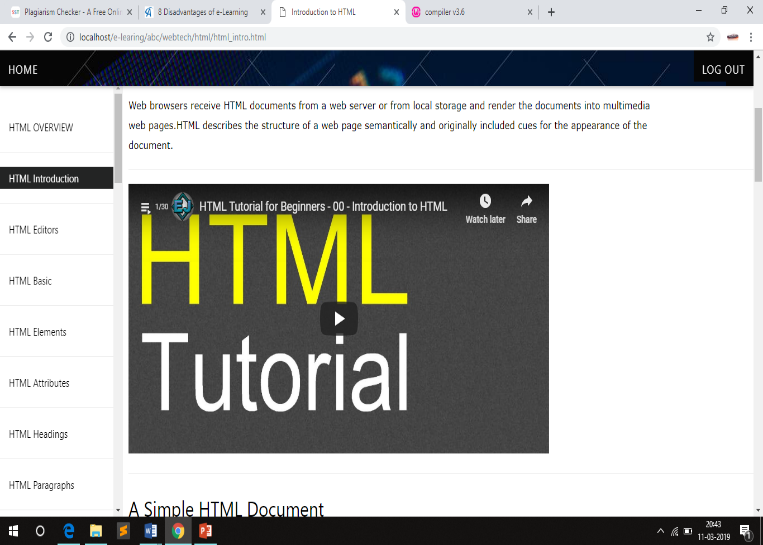 Plagiarism Checker - A Free Onlin
8 Disadvantages of e-Learning
Introduction to HTML
compiler v3.6
localhost/e-learing/abc/webtech/html/html_intro.html
HOME
LOG OUT
HTML OVERVIEW
HTML Introduction
HTML Editors
HTML Basic
HTML Elements
HTML Attributes
HTML Headings
HTML Paragraphs
Web browsers receive HTML documents from a web server or from local storage and render the documents into multimedia
web pages.HTML describes the structure of a web page semantically and originally included cues for the appearance of the
document.
1/30
HTML Tutorial for Beginners - 00 - Introduction to HTML
Watch later
Share
HTML
Tutorial
A Simple HTML Document
20:43
11-03-2019
1